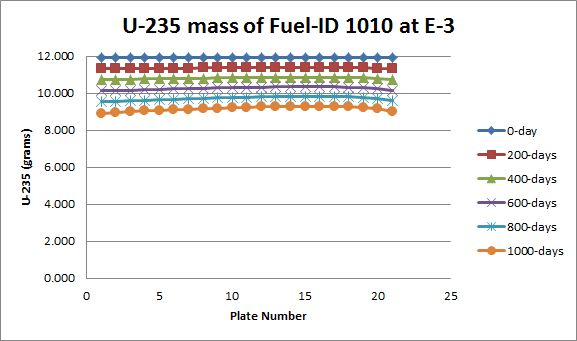 U-235 mass of Fuel-ID 1010 at E-3
12.000
10.000
8.000
6.000
4.000
2.000
0.000
U-235 (grams)
0 5 10 15 20 25
Plate Number
0-day
200-days
400-days
600-days
800-days
1000-days